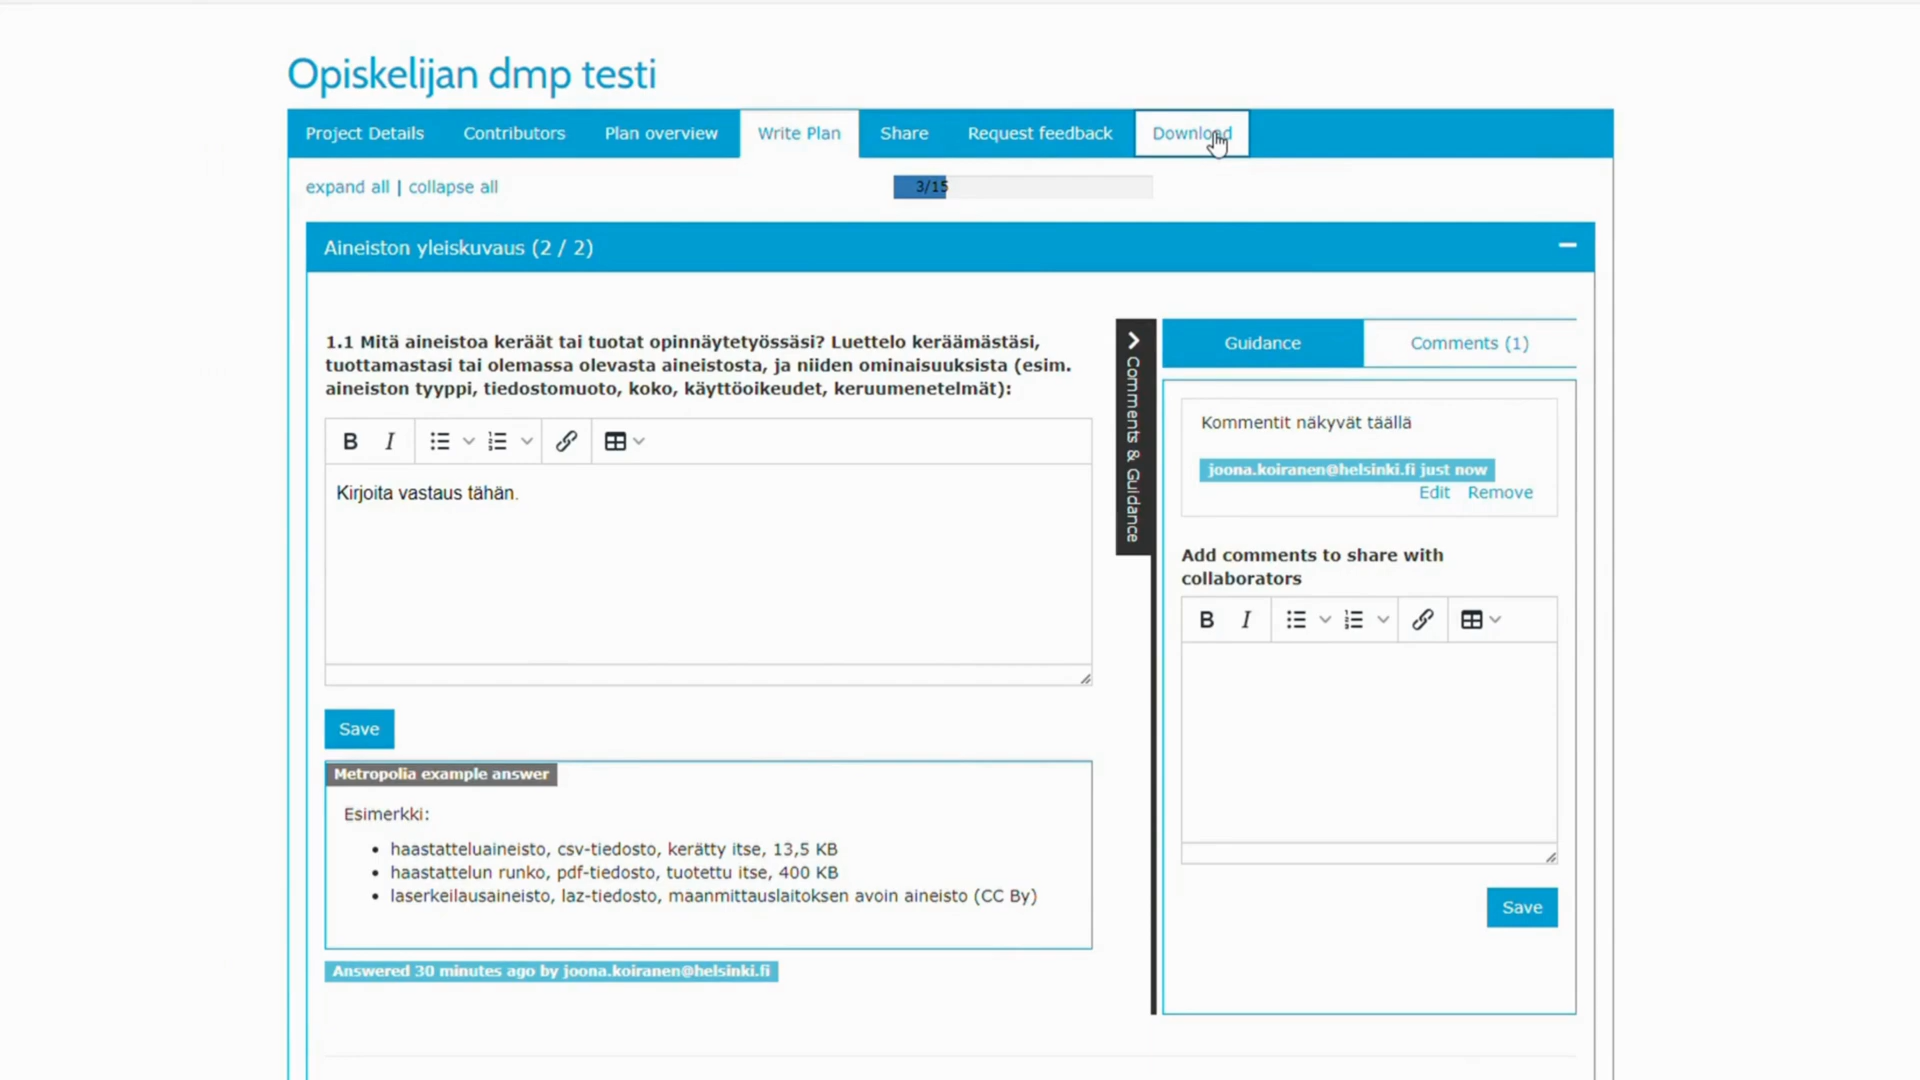 Opiskelijan dmp testi
Project Details Contributors Plan overview Write Plan Share Request feedback Download
expand all | collapse all 3/15
Aineiston yleiskuvaus (2 / 2)
1.1 Mitä aineistoa keräät tai tuotat opinnäytetyössäsi? Luettelo keräämästäsi,
tuottamastasi tai olemassa olevasta aineistosta, ja niiden ominaisuuksista (esim.
aineiston tyyppi, tiedostomuoto, koko, käyttöoikeudet, keruumenetelmät):
B I
Kirjoita vastaus tähän.
Save
Metropolia example answer
Esimerkki:
• haastatteluaineisto, csv-tiedosto, kerätty itse, 13,5 KB
• haastattelun runko, pdf-tiedosto, tuotettu itse, 400 KB
• laserkeilausaineisto, laz-tiedosto, maanmittauslaitoksen avoin aineisto (CC By)
Answered 30 minutes ago by joona.koiranen@helsinki.fi
Comments & Guidance
Guidance Comments (1)
Kommentit näkyvät täällä
joona.koiranen@helsinki.fi just now
Edit Remove
Add comments to share with
collaborators
B I
Save